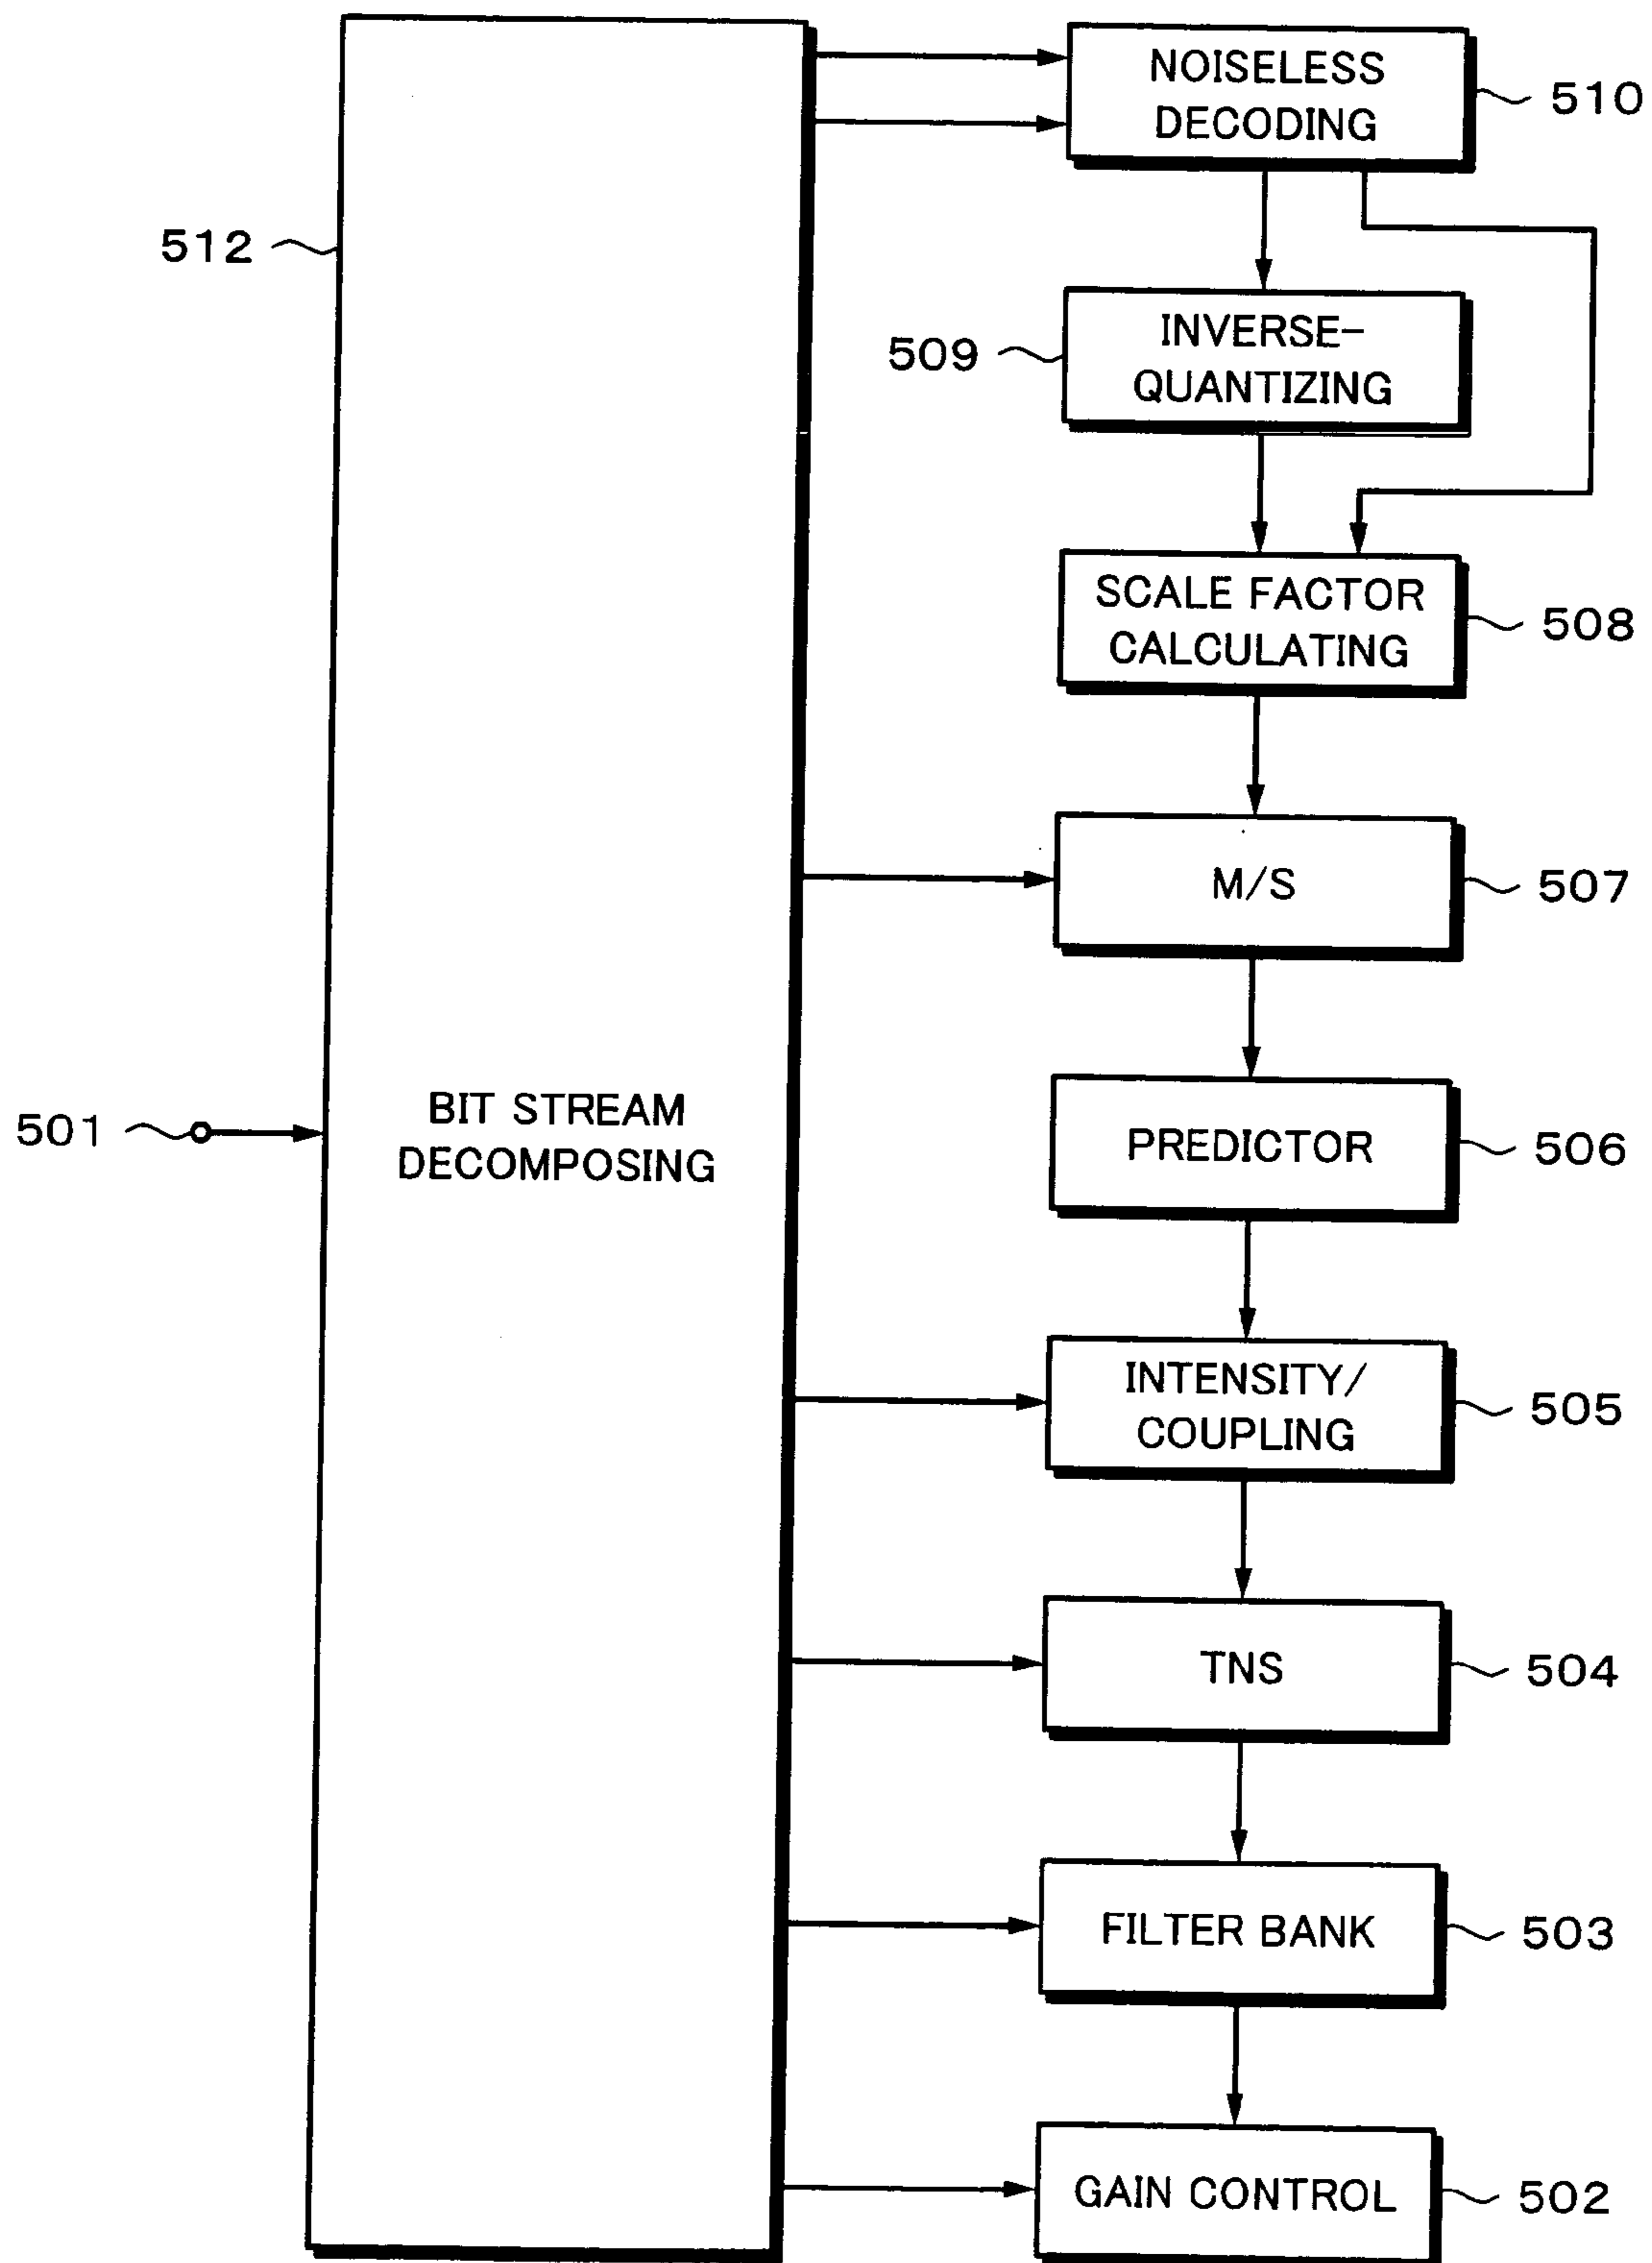 NOISELESS
DECODING
510
512
INVERSE-
QUANTIZING
509
SCALE FACTOR
CALCULATING
508
M/S
507
501
BIT STREAM
DECOMPOSING
PREDICTOR
506
INTENSITY/
COUPLING
505
TNS
504
FILTER BANK
503
GAIN CONTROL
502